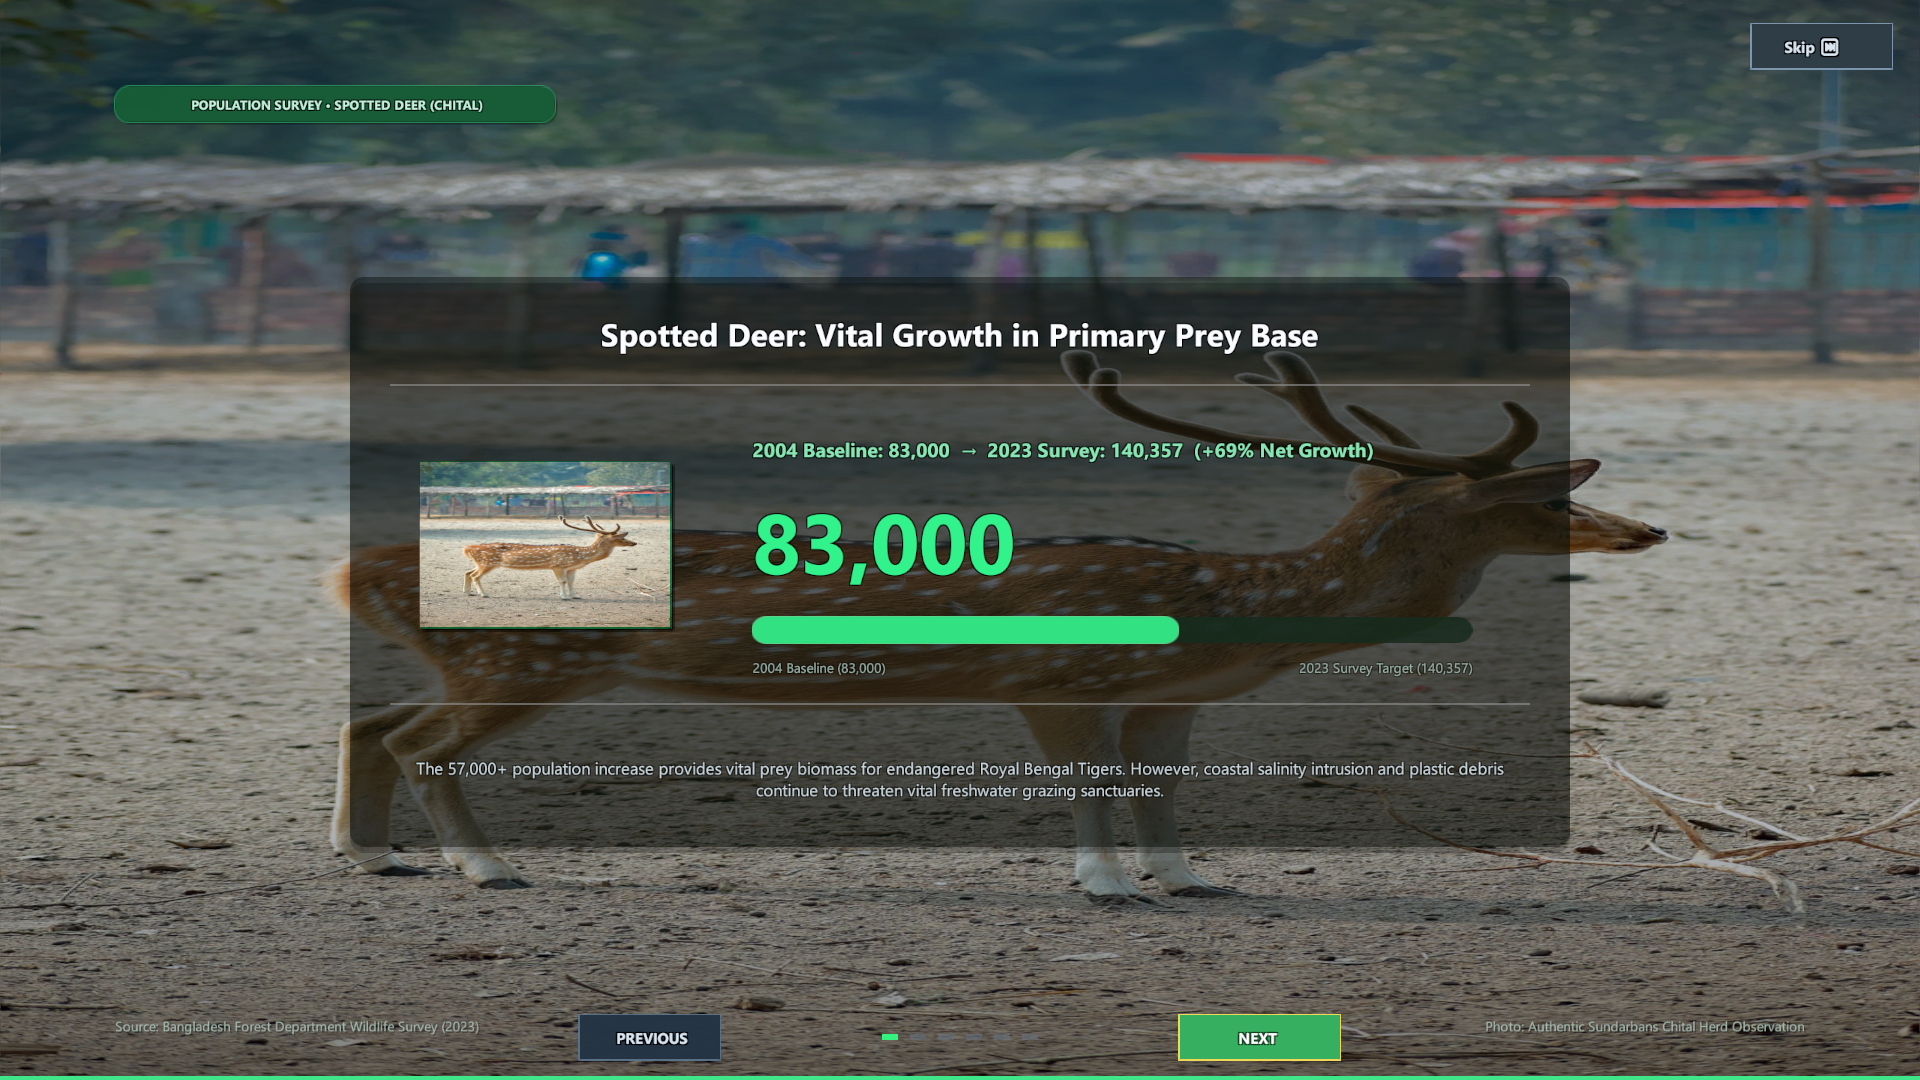 Skip ⏭
POPULATION SURVEY • SPOTTED DEER (CHITAL)
Spotted Deer: Vital Growth in Primary Prey Base
2004 Baseline: 83,000 → 2023 Survey: 140,357 (+69% Net Growth)
83,000
2004 Baseline (83,000)
2023 Survey Target (140,357)
The 57,000+ population increase provides vital prey biomass for endangered Royal Bengal Tigers. However, coastal salinity intrusion and plastic debris
continue to threaten vital freshwater grazing sanctuaries.
Source: Bangladesh Forest Department Wildlife Survey (2023)
PREVIOUS
NEXT
Photo: Authentic Sundarbans Chital Herd Observation